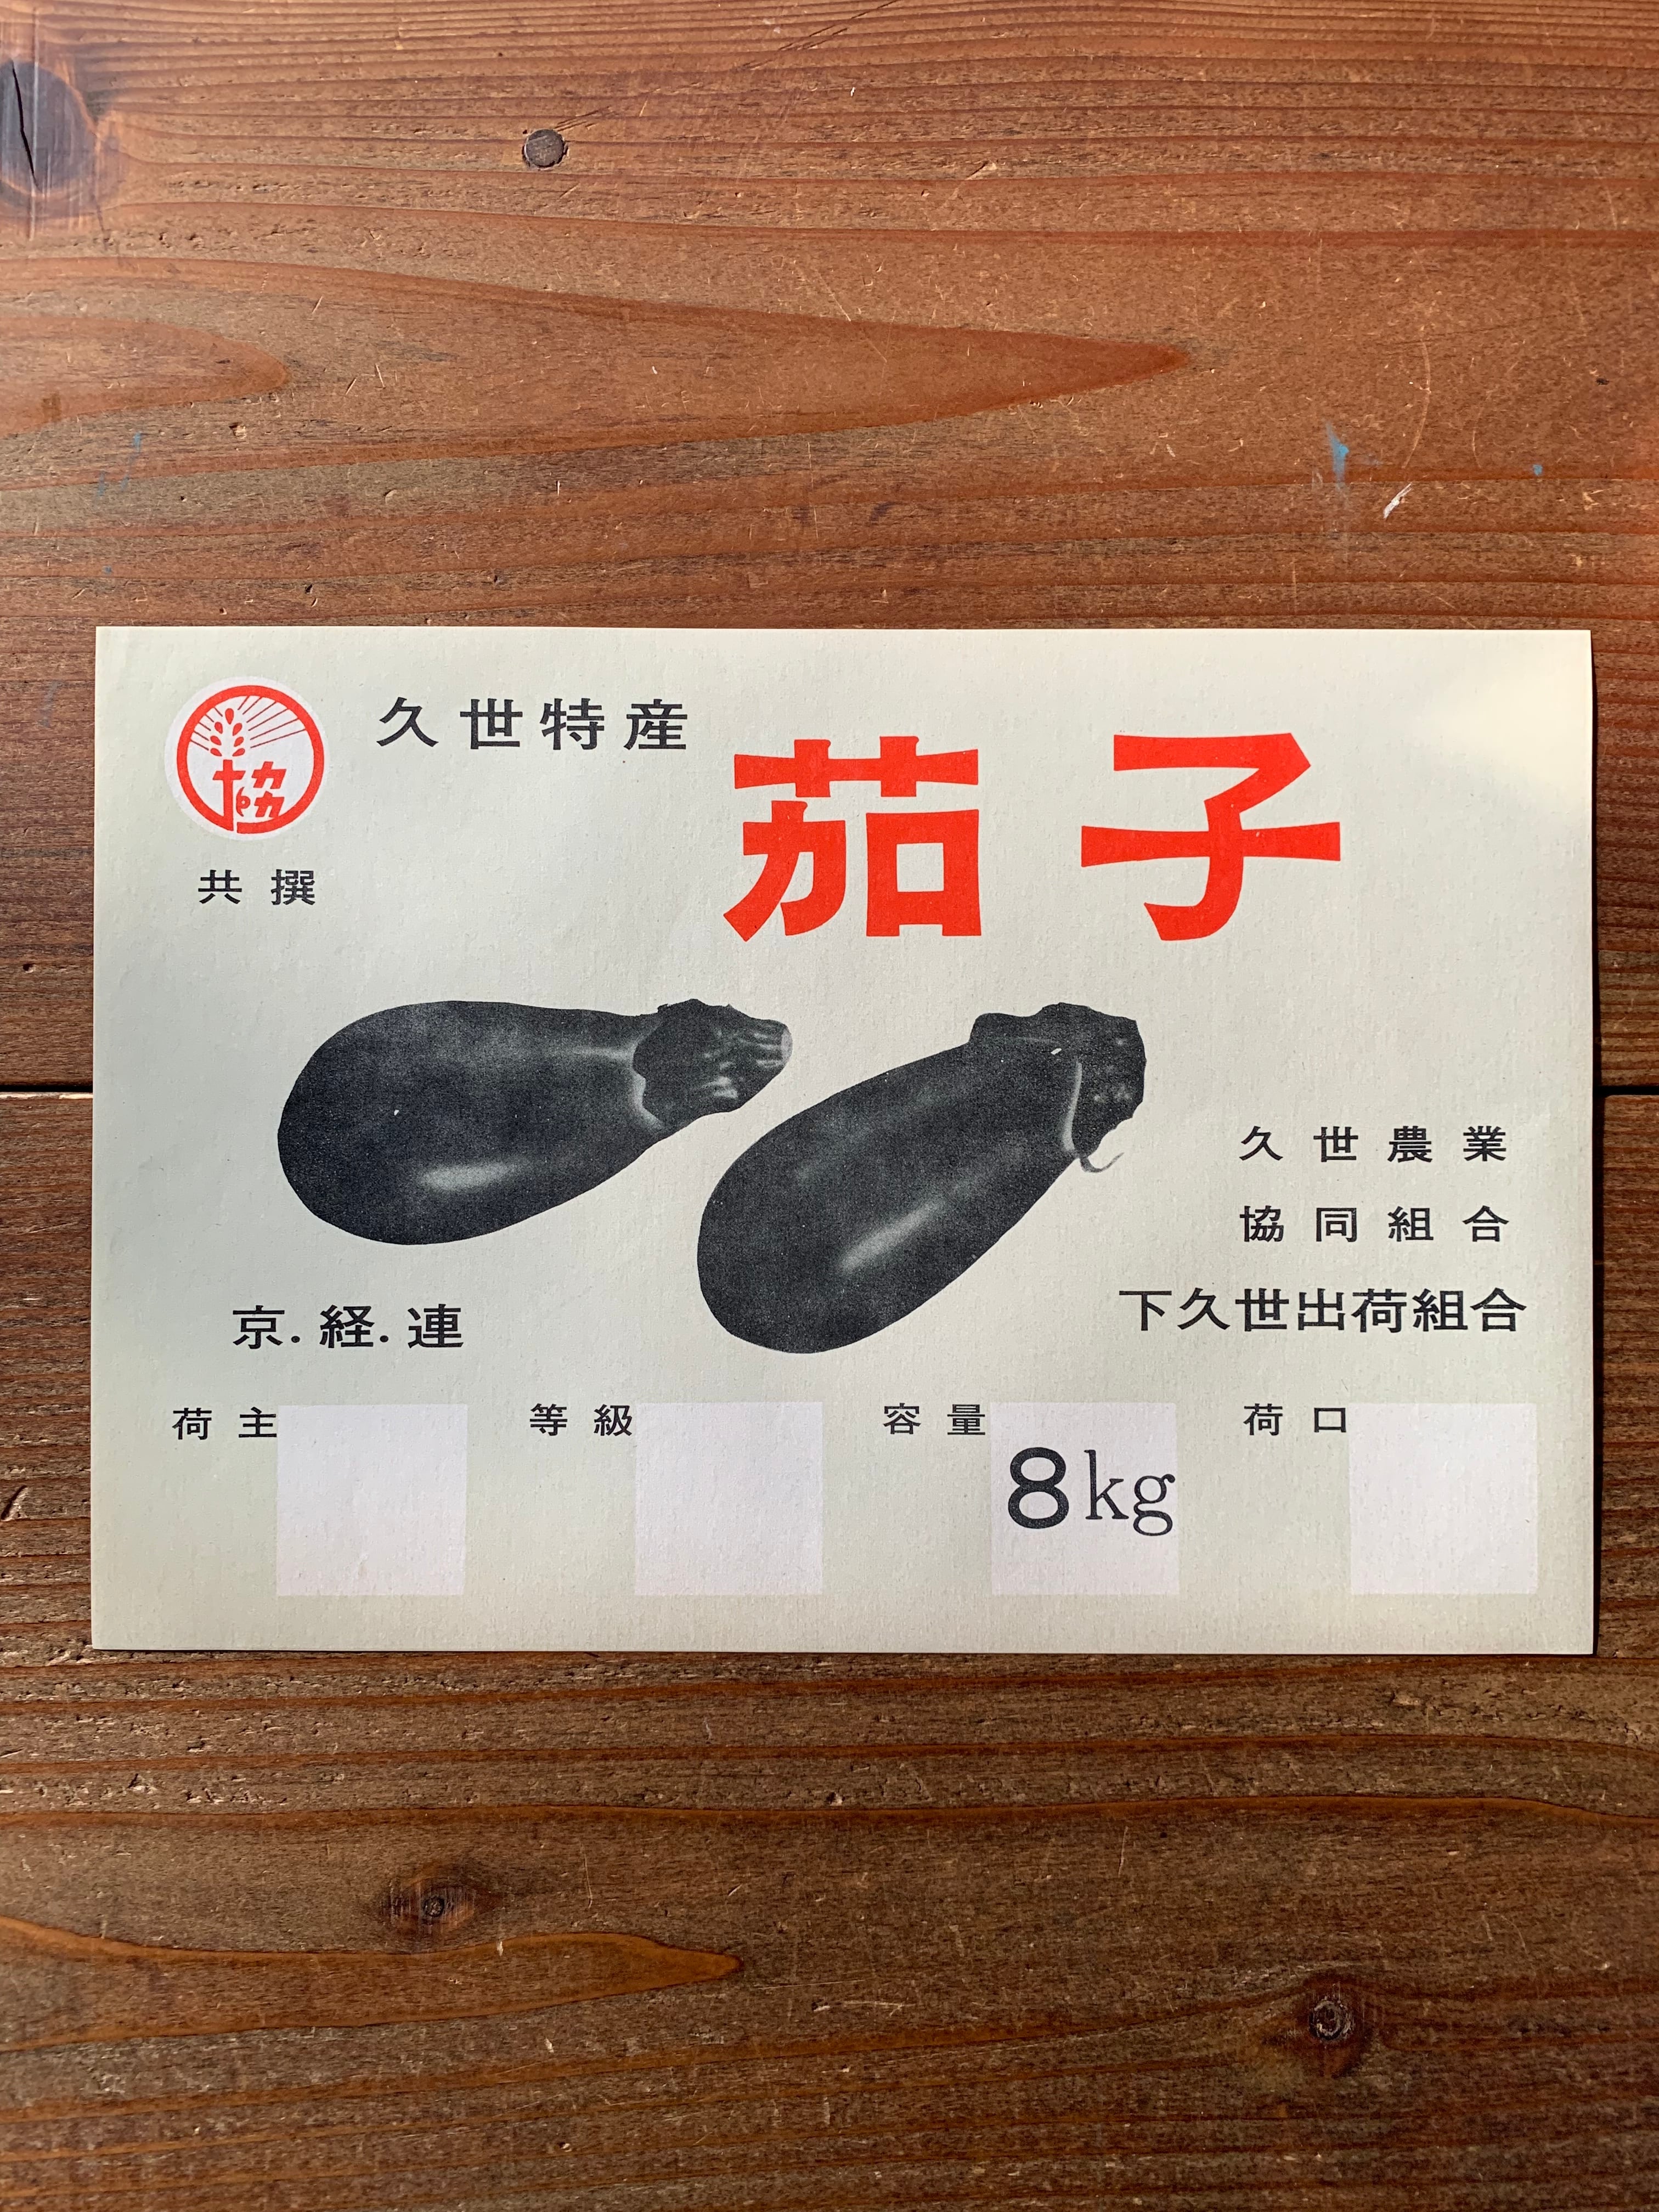 協
久世特産
茄子
共撰
久世農業
協同組合
下久世出荷組合
京.経.連
荷主
等級
容量
8kg
荷口